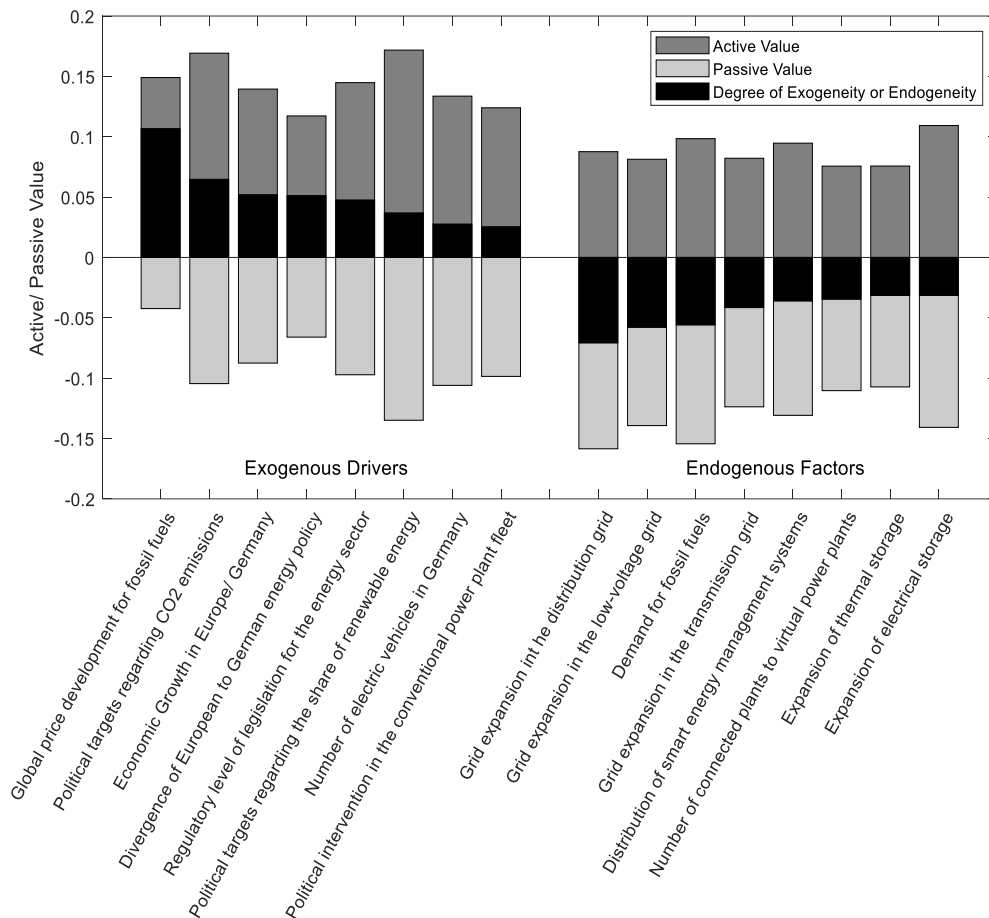 0.2
0.15
0.1
0.05
0
-0.05
-0.1
-0.15
-0.2
Active/ Passive Value
Active Value
Passive Value
Degree of Exogeneity or Endogeneity
Exogenous Drivers
Endogenous Factors
Global price development for fossil fuels
Political targets regarding CO2 emissions
Economic Growth in Europe/ Germany
Divergence of European to German energy policy
Regulatory level of legislation for the energy sector
Political targets regarding the share of renewable energy
Number of electric vehicles in Germany
Political intervention in the conventional power plant fleet
Grid expansion int he distribution grid
Grid expansion in the low-voltage grid
Demand for fossil fuels
Grid expansion in the transmission grid
Distribution of smart energy management systems
Number of connected plants to virtual power plants
Expansion of thermal storage
Expansion of electrical storage